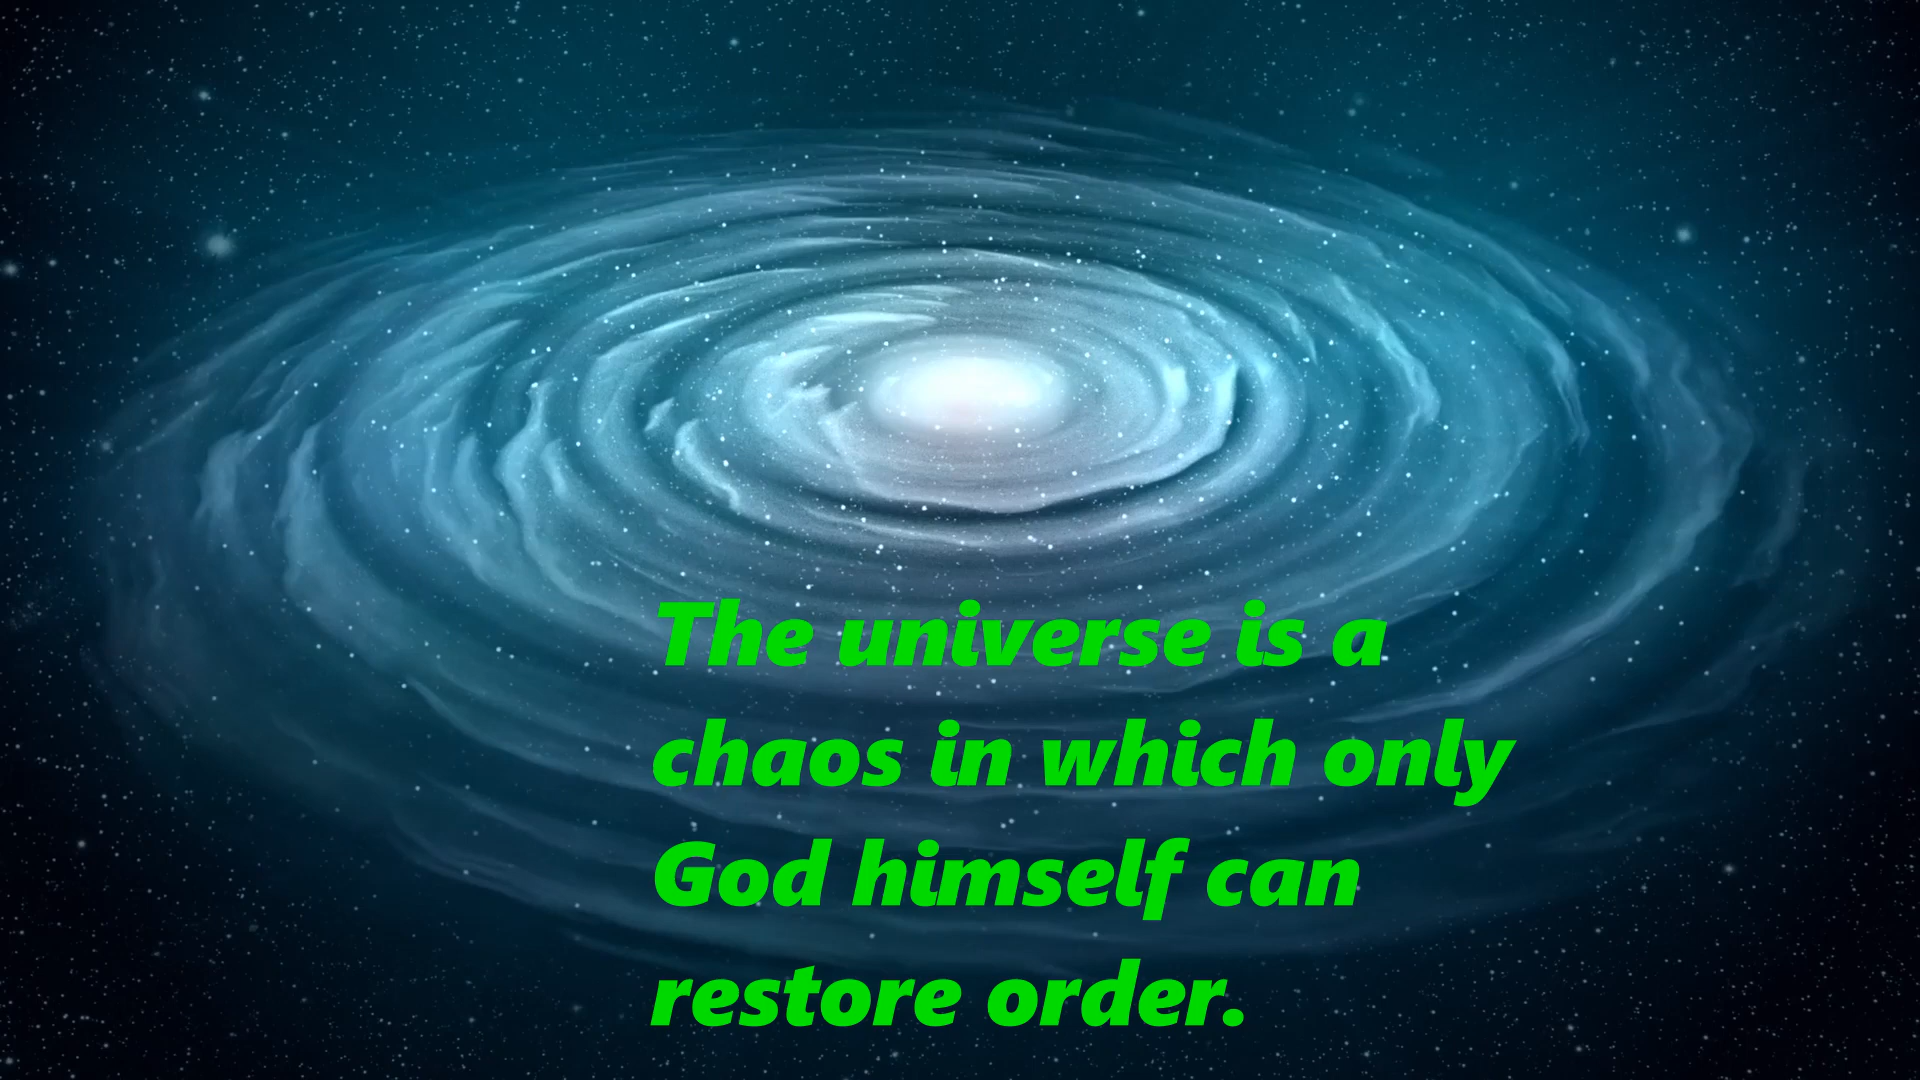 The universe is a
chaos in which only
God himself can
restore order.